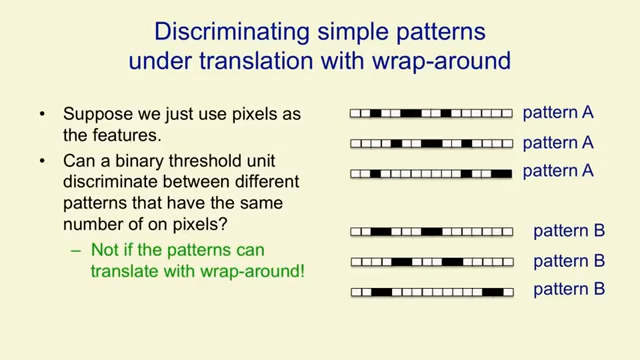 Discriminating simple patterns
under translation with wrap-around
• Suppose we just use pixels as
the features.
• Can a binary threshold unit
discriminate between different
patterns that have the same
number of on pixels?
– Not if the patterns can
translate with wrap-around!
pattern A
pattern A
pattern A
pattern B
pattern B
pattern B